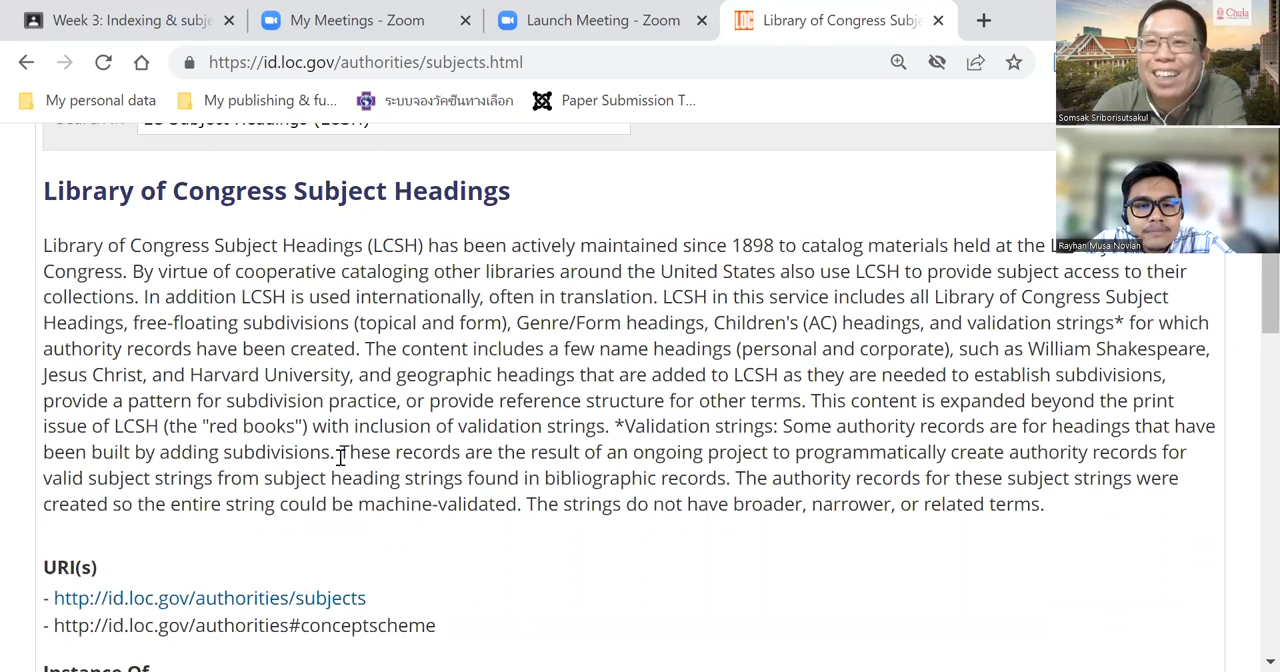 Week 3: Indexing & subje
My Meetings - Zoom
Launch Meeting - Zoom
Library of Congress Subje
https://id.loc.gov/authorities/subjects.html
My personal data
My publishing & fu...
ระบบจองวัคซีนทางเลือก
Paper Submission T...
Chula
Somsak Sriborisutsakul
Rayhan Musa Novian
LC Subject Headings (LCSH)
Library of Congress Subject Headings
Library of Congress Subject Headings (LCSH) has been actively maintained since 1898 to catalog materials held at the
Congress. By virtue of cooperative cataloging other libraries around the United States also use LCSH to provide subject access to their
collections. In addition LCSH is used internationally, often in translation. LCSH in this service includes all Library of Congress Subject
Headings, free-floating subdivisions (topical and form), Genre/Form headings, Children's (AC) headings, and validation strings* for which
authority records have been created. The content includes a few name headings (personal and corporate), such as William Shakespeare,
Jesus Christ, and Harvard University, and geographic headings that are added to LCSH as they are needed to establish subdivisions,
provide a pattern for subdivision practice, or provide reference structure for other terms. This content is expanded beyond the print
issue of LCSH (the "red books") with inclusion of validation strings. *Validation strings: Some authority records are for headings that have
been built by adding subdivisions. These records are the result of an ongoing project to programmatically create authority records for
valid subject strings from subject heading strings found in bibliographic records. The authority records for these subject strings were
created so the entire string could be machine-validated. The strings do not have broader, narrower, or related terms.
URI(s)
- http://id.loc.gov/authorities/subjects
- http://id.loc.gov/authorities#conceptscheme
Instance Of